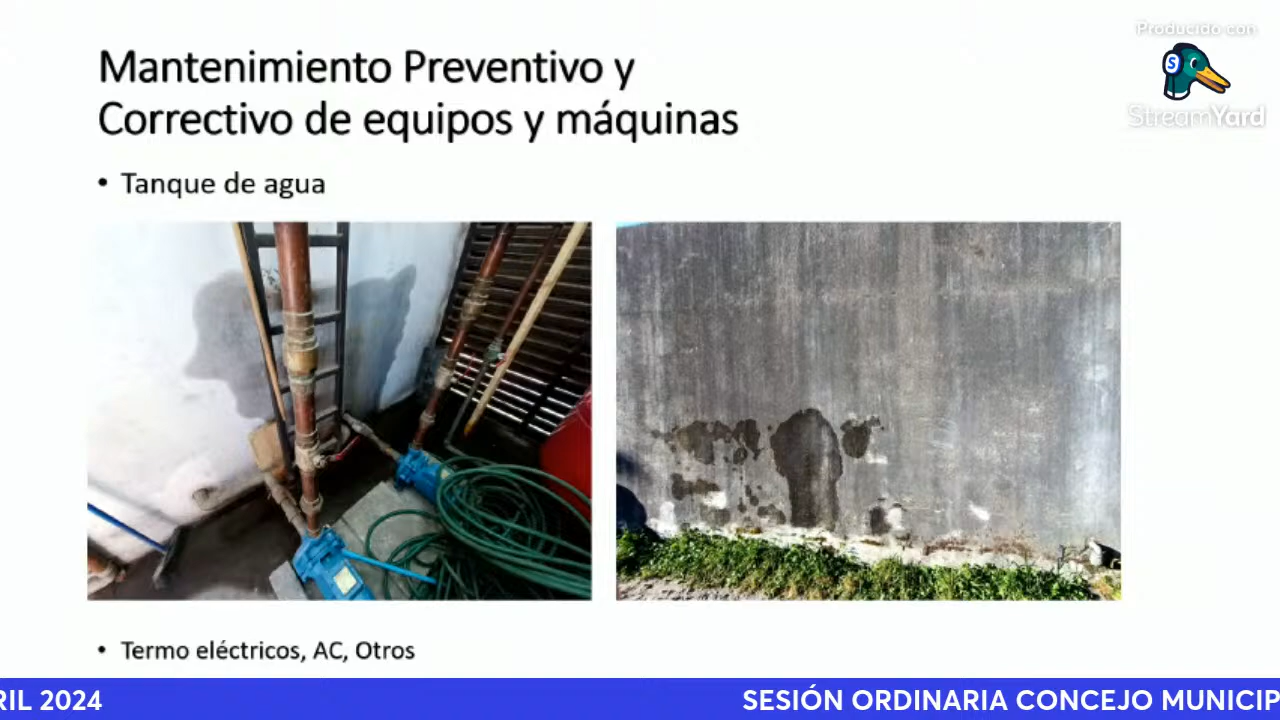 Producido con
StreamYard
Mantenimiento Preventivo y
Correctivo de equipos y máquinas
• Tanque de agua
• Termo eléctricos, AC, Otros
RIL 2024
SESIÓN ORDINARIA CONCEJO MUNICIP